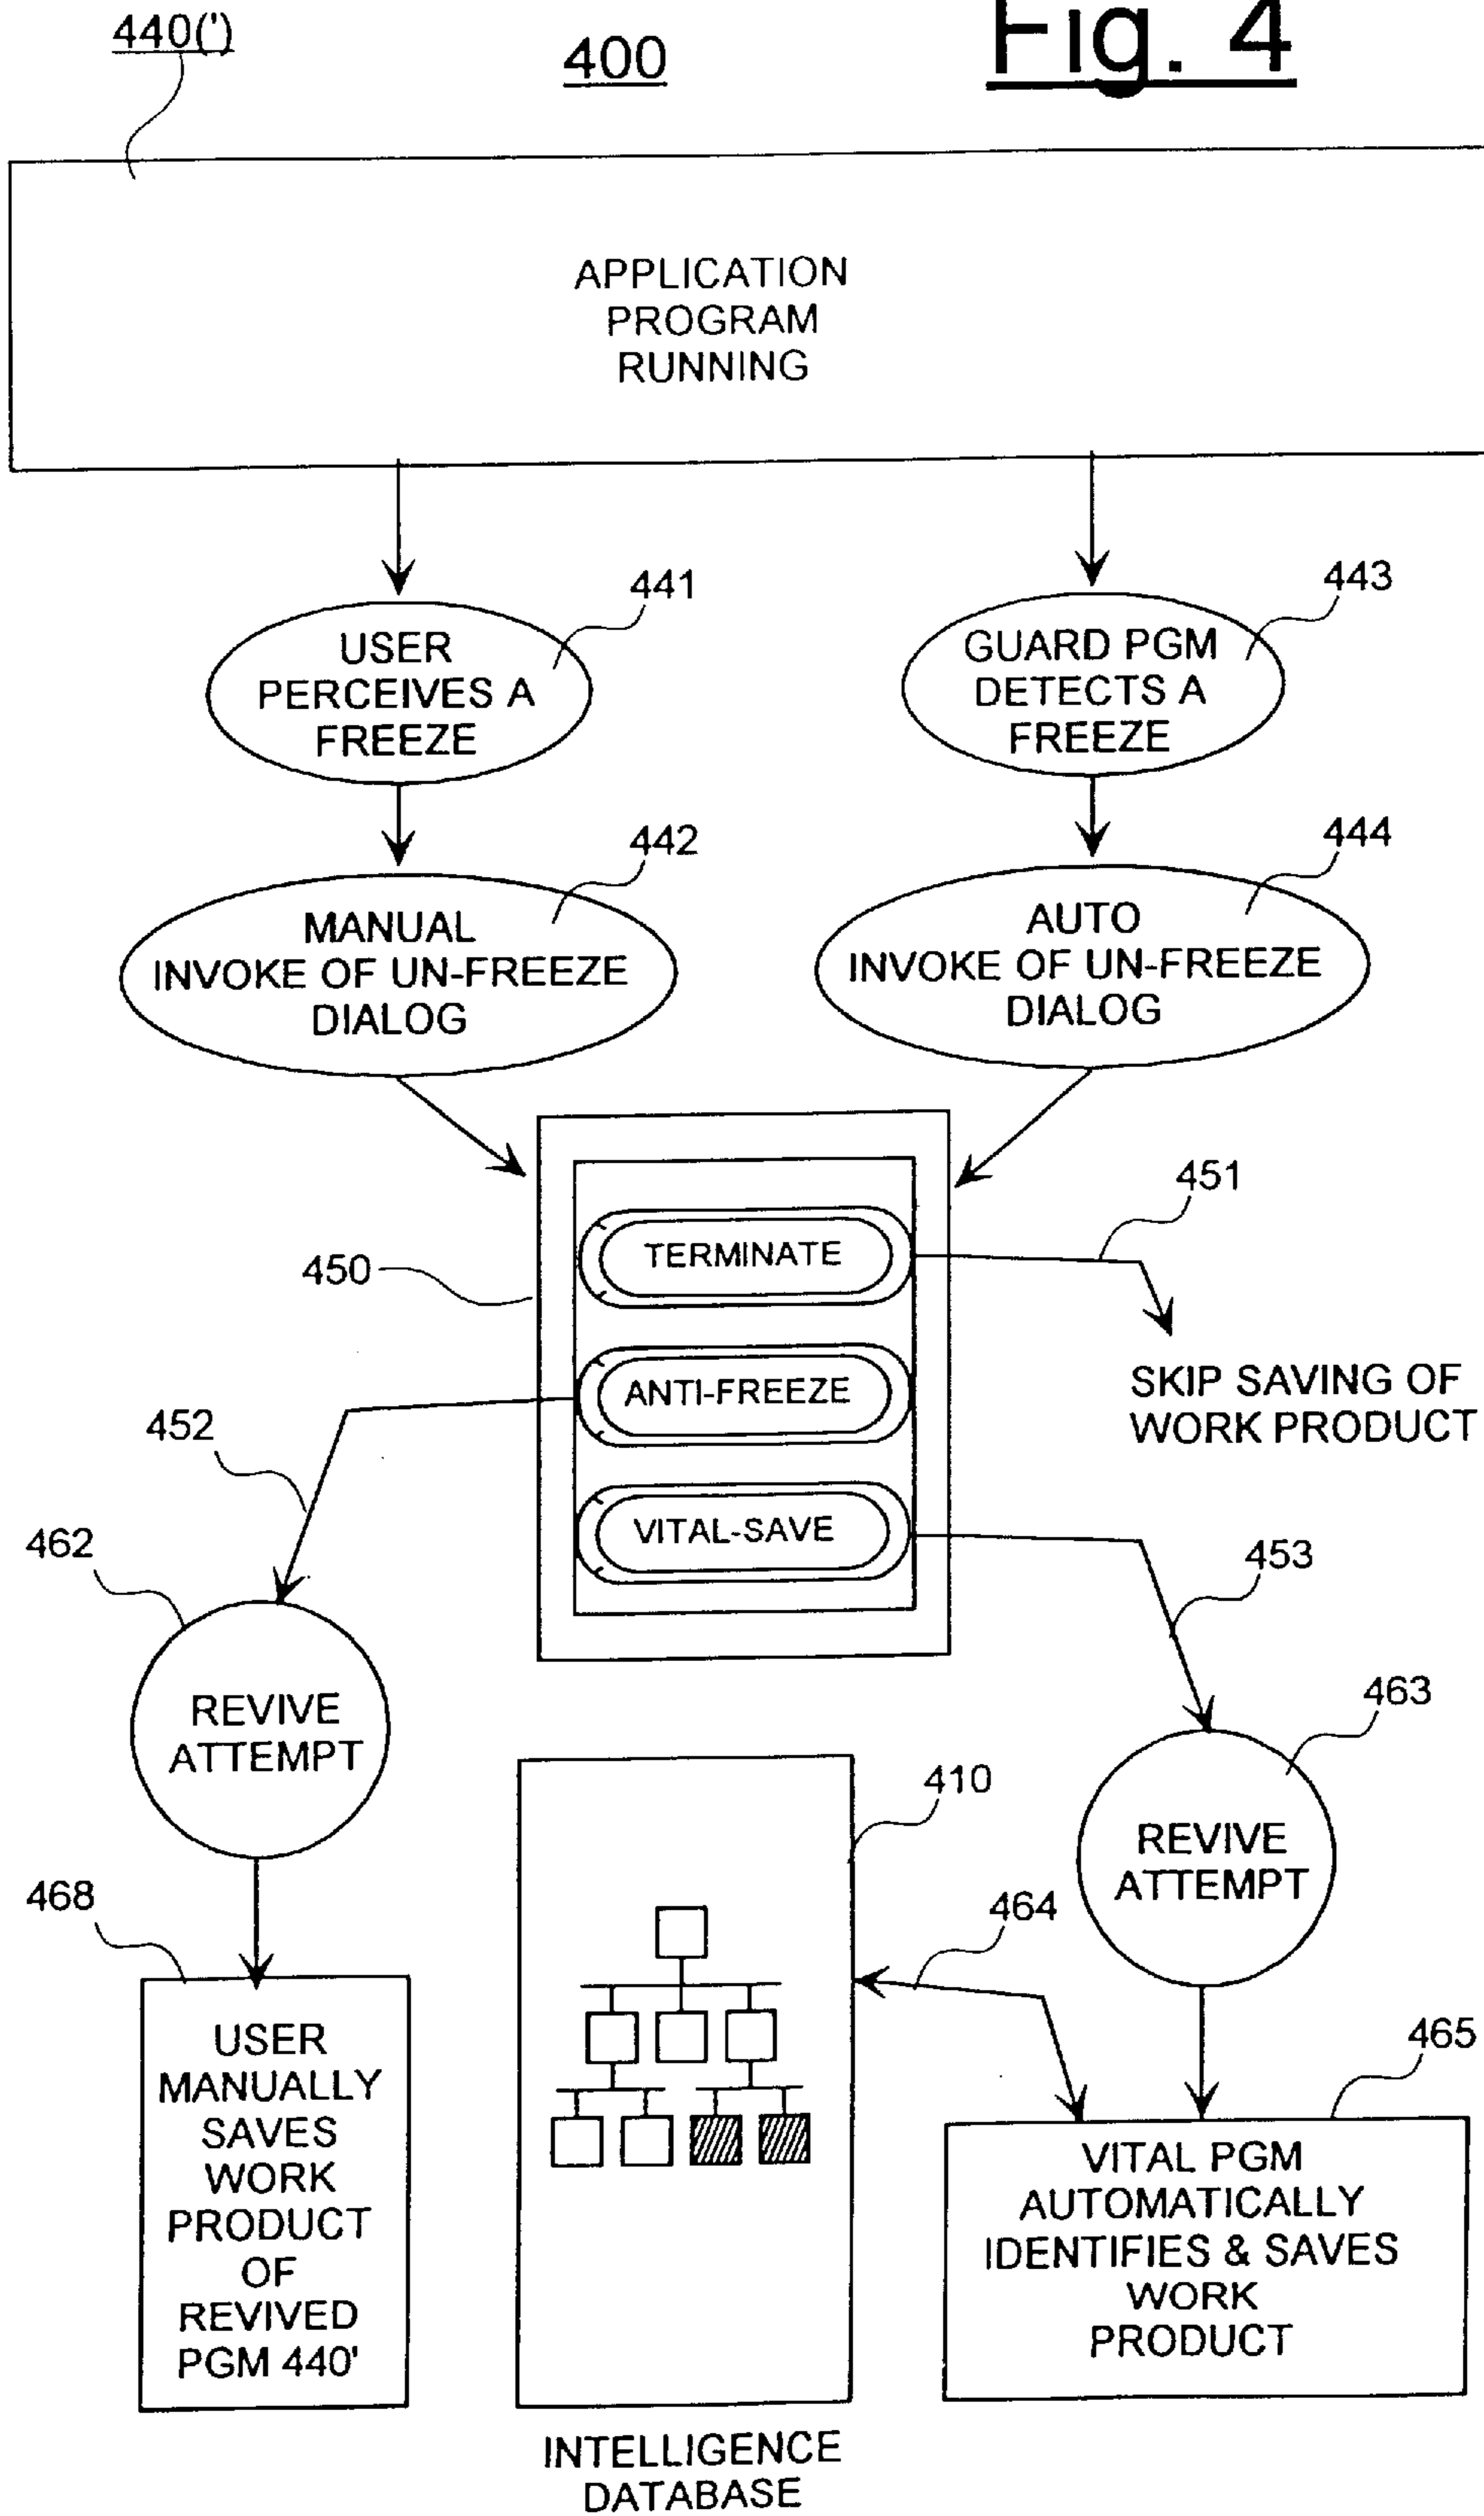 440(')
400
Fig. 4
APPLICATION
PROGRAM
RUNNING
441
443
USER
PERCEIVES A
FREEZE
GUARD PGM
DETECTS A
FREEZE
442
444
MANUAL
INVOKE OF UN-FREEZE
DIALOG
AUTO
INVOKE OF UN-FREEZE
DIALOG
450
451
TERMINATE
ANTI-FREEZE
VITAL-SAVE
SKIP SAVING OF
WORK PRODUCT
452
453
462
463
REVIVE
ATTEMPT
REVIVE
ATTEMPT
410
464
468
465
USER
MANUALLY
SAVES
WORK
PRODUCT
OF
REVIVED
PGM 440'
VITAL PGM
AUTOMATICALLY
IDENTIFIES & SAVES
WORK
PRODUCT
INTELLIGENCE
DATABASE